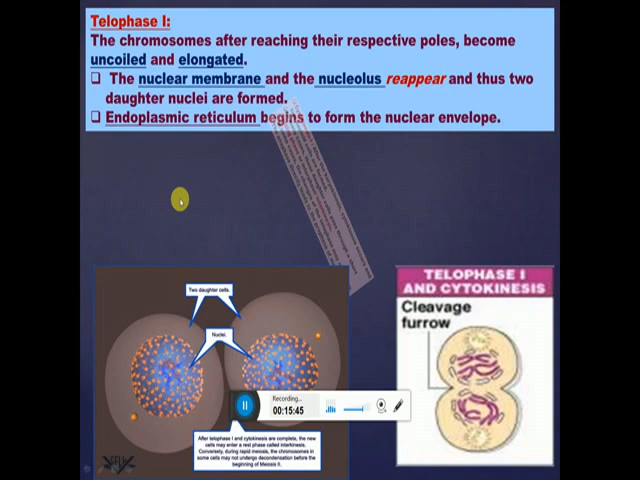 Telophase I:
The chromosomes after reaching their respective poles, become
uncoiled and elongated.
❑ The nuclear membrane and the nucleolus reappear and thus two
daughter nuclei are formed.
❑ Endoplasmic reticulum begins to form the nuclear envelope.
Two daughter cells.
Nuclei.
TELOPHASE I
AND CYTOKINESIS
Cleavage
furrow
Recording...
00:15:45
After telophase I and cytokinesis are complete, the new
cells may enter a rest phase called interkinesis.
Conversely, during rapid meiosis, the chromosomes
in some cells may not undergo decondensation before the
beginning of Meiosis II.